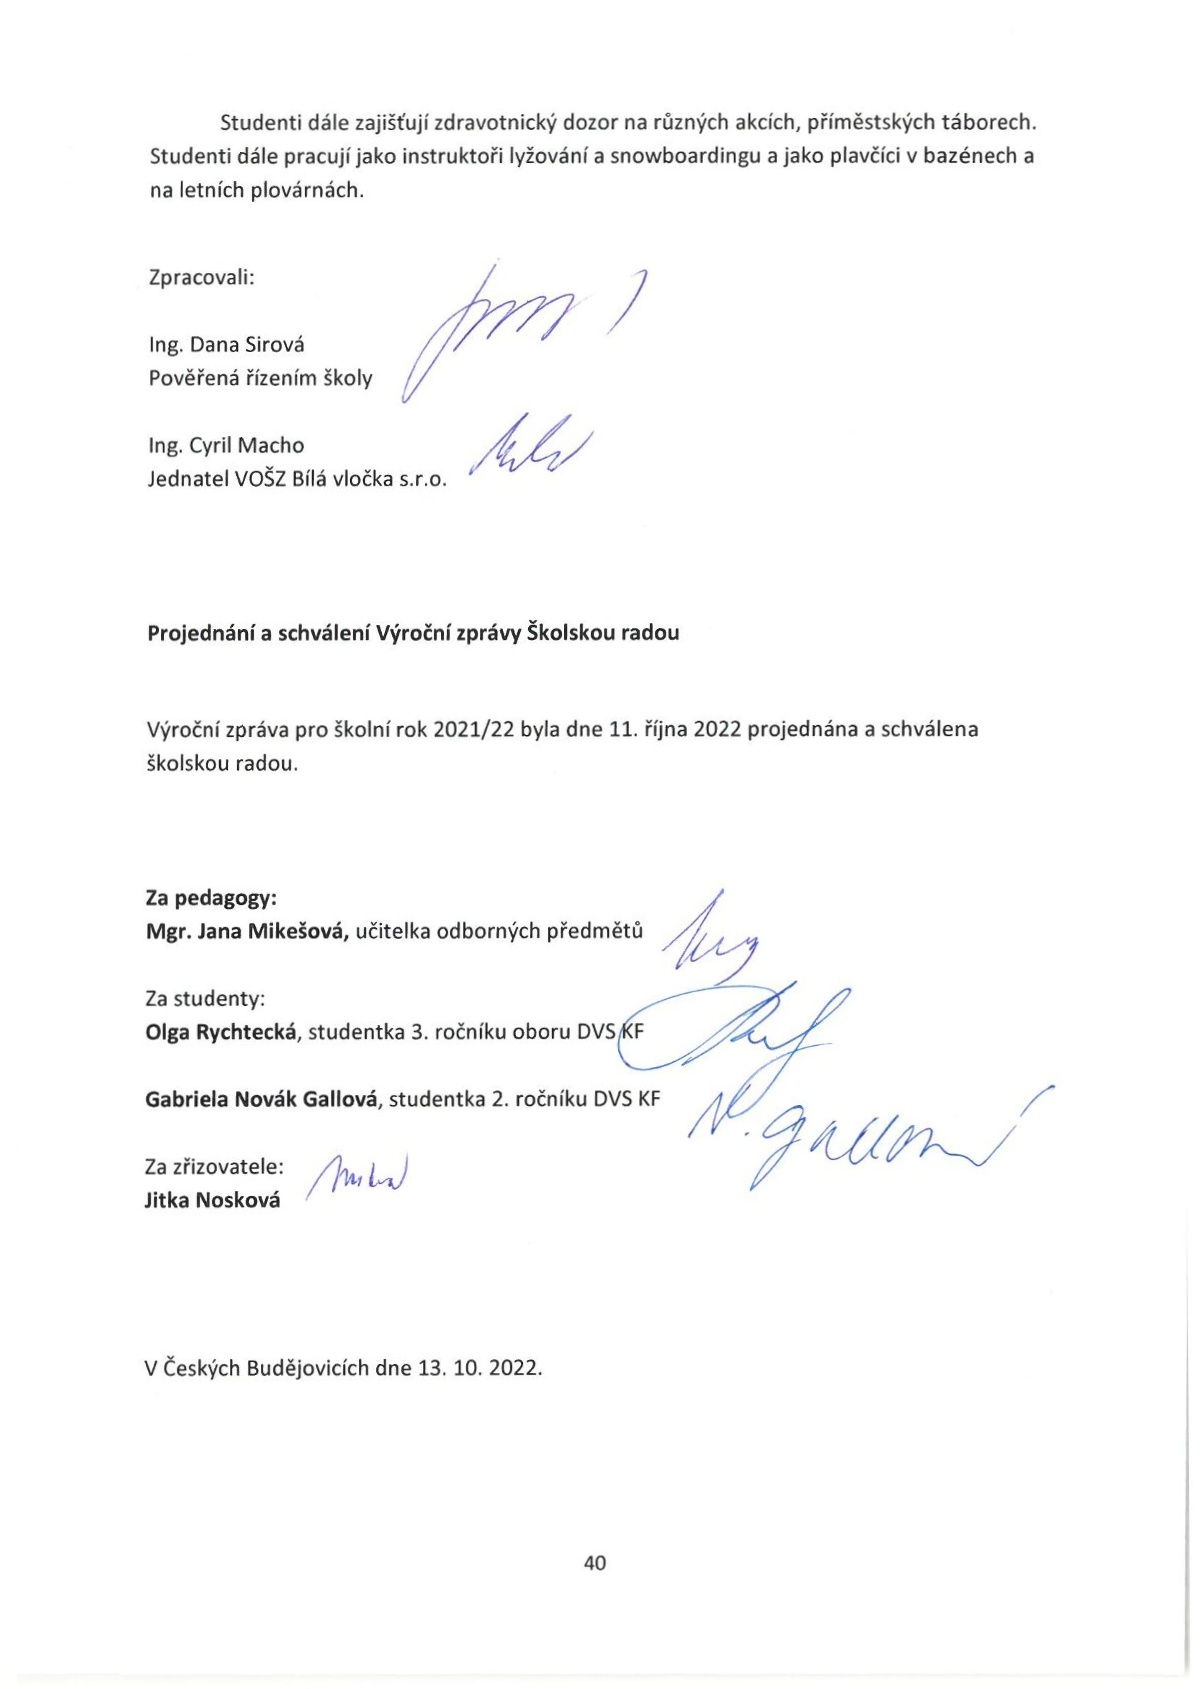 Studenti dále zajišťují zdravotnický dozor na různých akcích, příměstských táborech.
Studenti dále pracují jako instruktoři lyžování a snowboardingu a jako plavčíci v bazénech a
na letních plovárnách.
Zpracovali:
Ing. Dana Sirová
Pověřená řízením školy
Ing. Cyril Macho
Jednatel VOŠZ Bílá vločka s.r.o.
Projednání a schválení Výroční zprávy Školskou radou
Výroční zpráva pro školní rok 2021/22 byla dne 11. října 2022 projednána a schválena
školskou radou.
Za pedagogy:
Mgr. Jana Mikešová, učitelka odborných předmětů
Za studenty:
Olga Rychtecká, studentka 3. ročníku oboru DVS KF
Gabriela Novák Gallová, studentka 2. ročníku DVS KF
N. Gallová
Za zřizovatele:
Jitka Nosková
V Českých Budějovicích dne 13. 10. 2022.
40